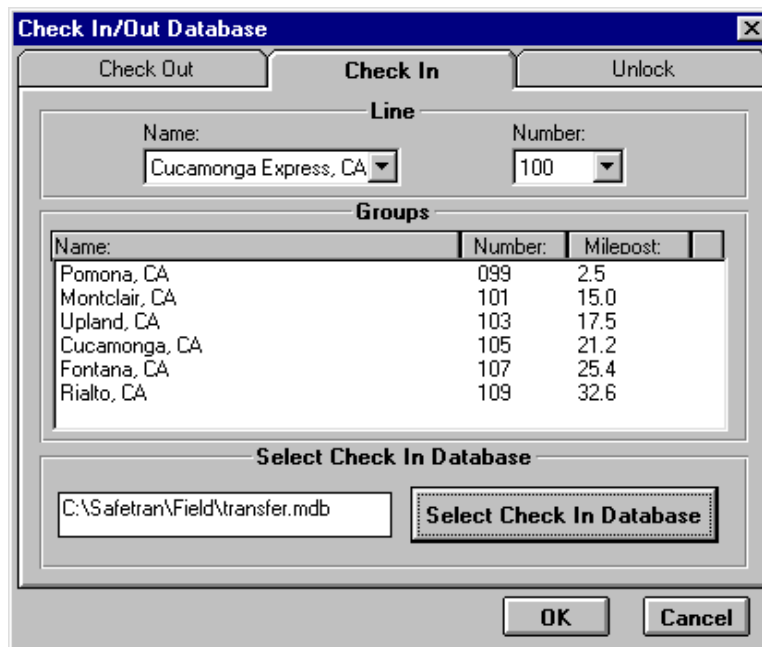 Check In/Out Database
Check Out Check In Unlock
Line
Name: Number:
Cucamonga Express, CA 100
Groups
Name: Number: Milepost:
Pomona, CA 099 2.5
Montclair, CA 101 15.0
Upland, CA 103 17.5
Cucamonga, CA 105 21.2
Fontana, CA 107 25.4
Rialto, CA 109 32.6
Select Check In Database
C:\Safetran\Field\transfer.mdb Select Check In Database
OK Cancel